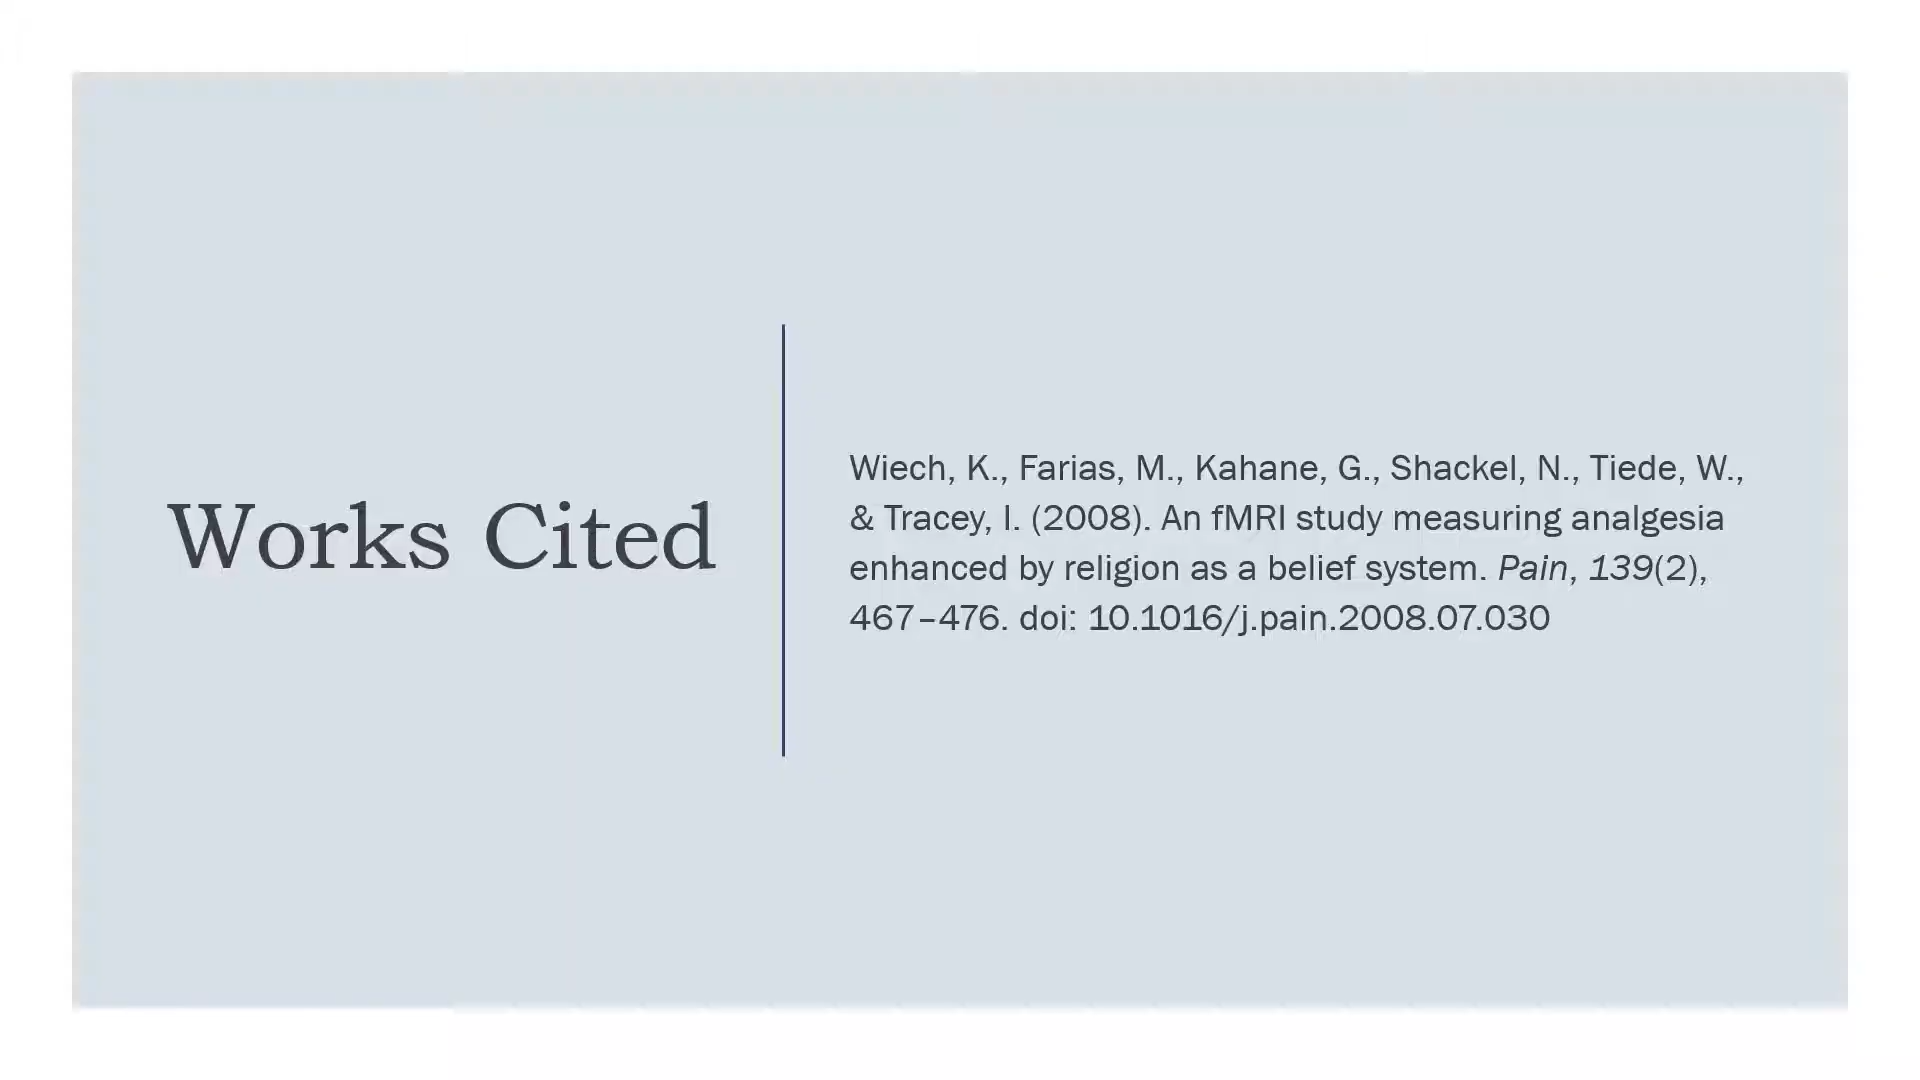 Works Cited
Wiech, K., Farias, M., Kahane, G., Shackel, N., Tiede, W.,
& Tracey, I. (2008). An fMRI study measuring analgesia
enhanced by religion as a belief system. Pain, 139(2),
467–476. doi: 10.1016/j.pain.2008.07.030